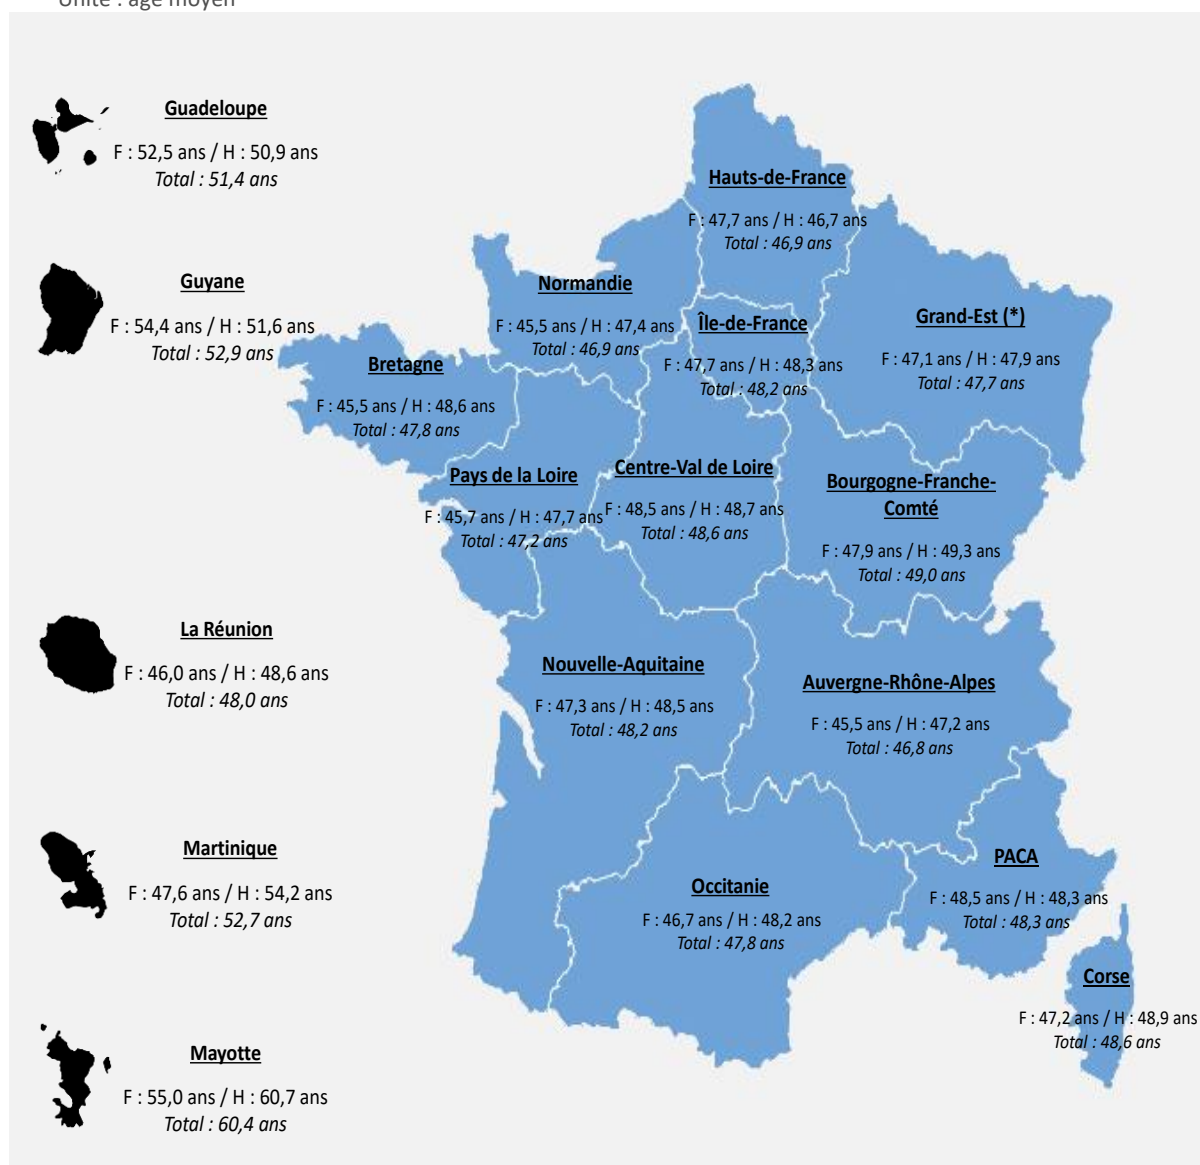 Unité : âge moyen
Guadeloupe
F : 52,5 ans / H : 50,9 ans
Total : 51,4 ans
Hauts-de-France
F : 47,7 ans / H : 46,7 ans
Total : 46,9 ans
Guyane
F : 54,4 ans / H : 51,6 ans
Total : 52,9 ans
Normandie
F : 45,5 ans / H : 47,4 ans
Total : 46,9 ans
Île-de-France
F : 47,7 ans / H : 48,3 ans
Total : 48,2 ans
Grand-Est (*)
F : 47,1 ans / H : 47,9 ans
Total : 47,7 ans
Bretagne
F : 45,5 ans / H : 48,6 ans
Total : 47,8 ans
Pays de la Loire
F : 45,7 ans / H : 47,7 ans
Total : 47,2 ans
Centre-Val de Loire
F : 48,5 ans / H : 48,7 ans
Total : 48,6 ans
Bourgogne-Franche-
Comté
F : 47,9 ans / H : 49,3 ans
Total : 49,0 ans
La Réunion
F : 46,0 ans / H : 48,6 ans
Total : 48,0 ans
Nouvelle-Aquitaine
F : 47,3 ans / H : 48,5 ans
Total : 48,2 ans
Auvergne-Rhône-Alpes
F : 45,5 ans / H : 47,2 ans
Total : 46,8 ans
Martinique
F : 47,6 ans / H : 54,2 ans
Total : 52,7 ans
Occitanie
F : 46,7 ans / H : 48,2 ans
Total : 47,8 ans
PACA
F : 48,5 ans / H : 48,3 ans
Total : 48,3 ans
Corse
F : 47,2 ans / H : 48,9 ans
Total : 48,6 ans
Mayotte
F : 55,0 ans / H : 60,7 ans
Total : 60,4 ans